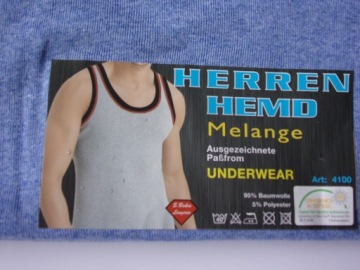 HERREN
HEMD
Melange
Ausgezeichnete
Paßfrom
UNDERWEAR
Art: 4100
95% Baumwolle
5% Polyester